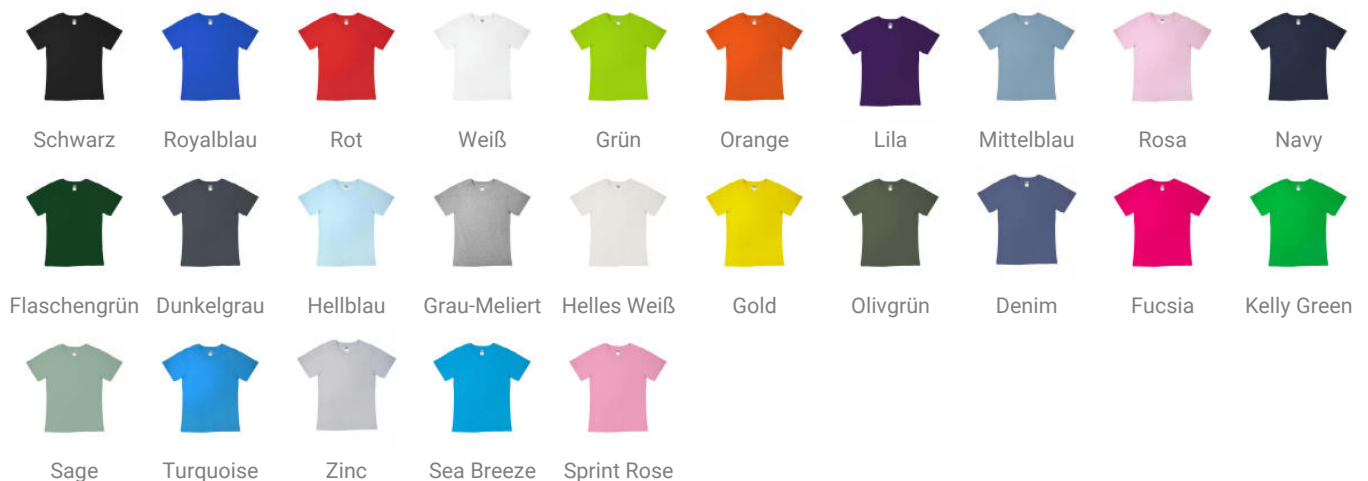 Schwarz Royalblau Rot Weiß Grün Orange Lila Mittelblau Rosa Navy
Flaschengrün Dunkelgrau Hellblau Grau-Meliert Helles Weiß Gold Olivgrün Denim Fucsia Kelly Green
Sage Turquoise Zinc Sea Breeze Sprint Rose